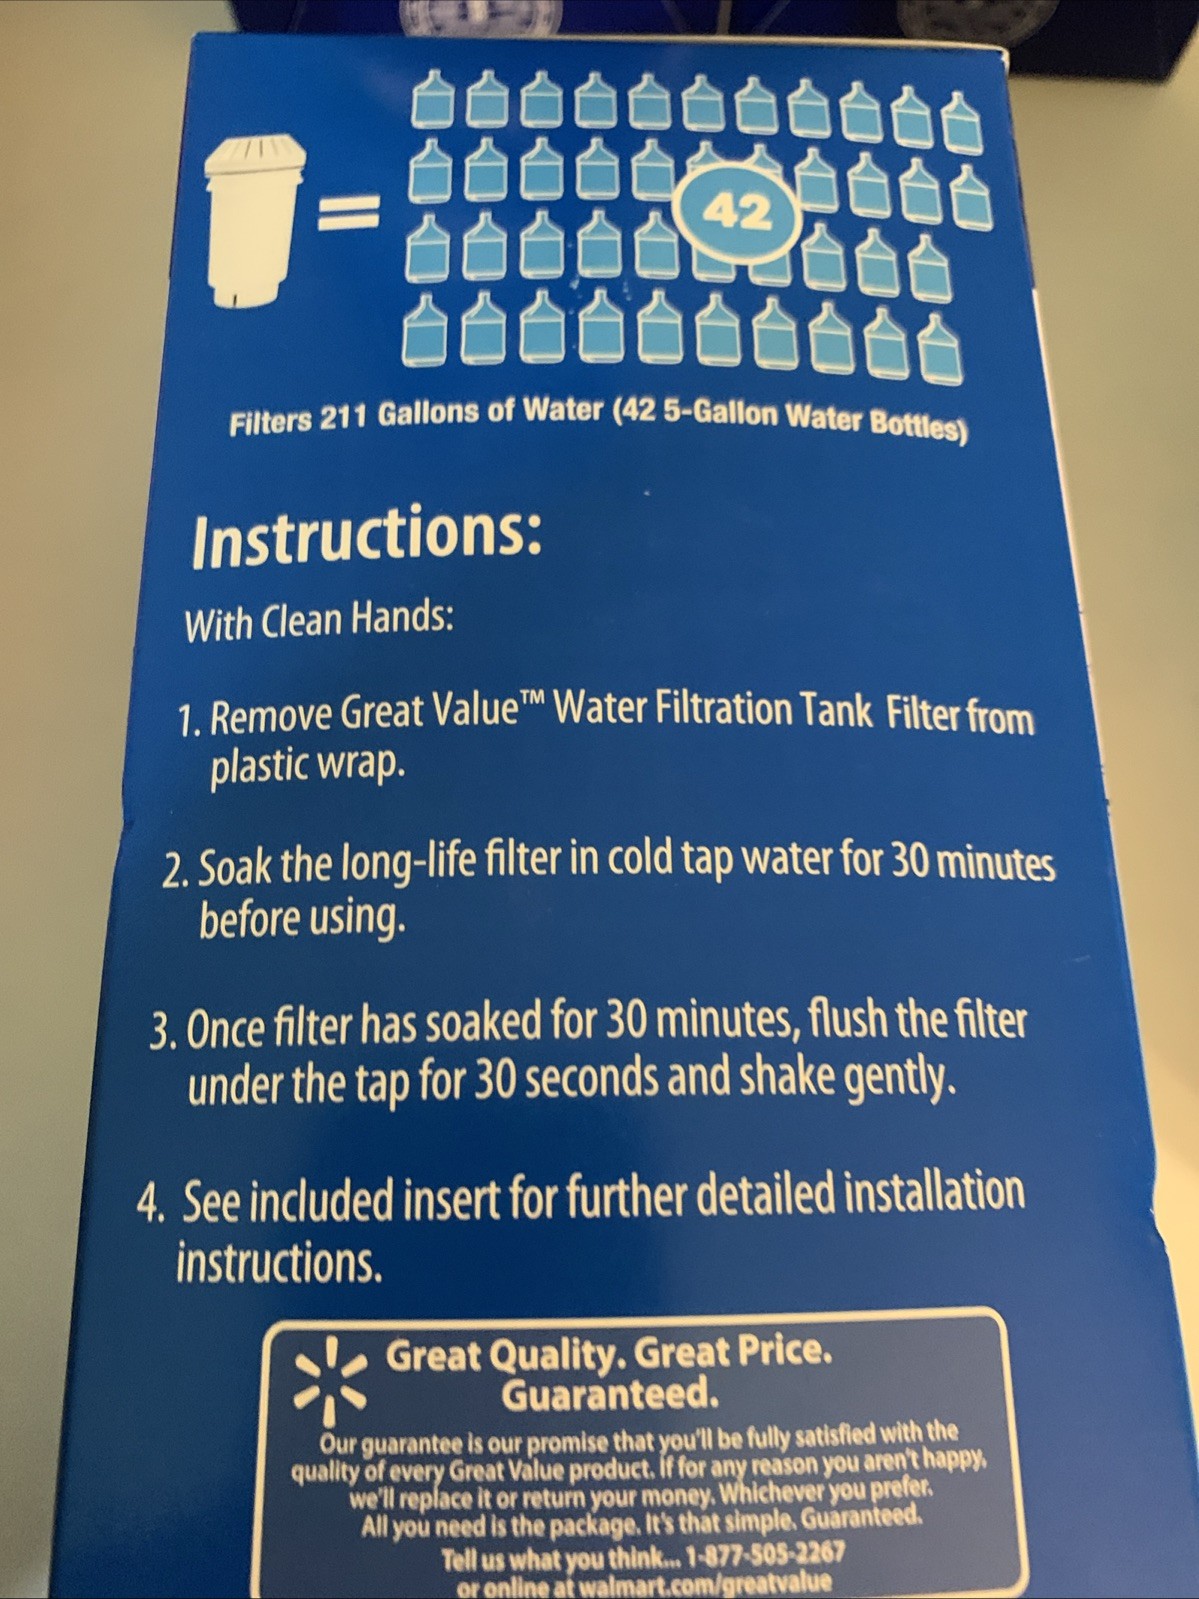 =
42
Filters 211 Gallons of Water (42 5-Gallon Water Bottles)
Instructions:
With Clean Hands:
1. Remove Great Value™ Water Filtration Tank Filter from
plastic wrap.
2. Soak the long-life filter in cold tap water for 30 minutes
before using.
3. Once filter has soaked for 30 minutes, flush the filter
under the tap for 30 seconds and shake gently.
4. See included insert for further detailed installation
instructions.
Great Quality. Great Price.
Guaranteed.
Our guarantee is our promise that you'll be fully satisfied with the
quality of every Great Value product. If for any reason you aren't happy,
we'll replace it or return your money. Whichever you prefer.
All you need is the package. It's that simple. Guaranteed.
Tell us what you think... 1-877-505-2267
or online at walmart.com/greatvalue